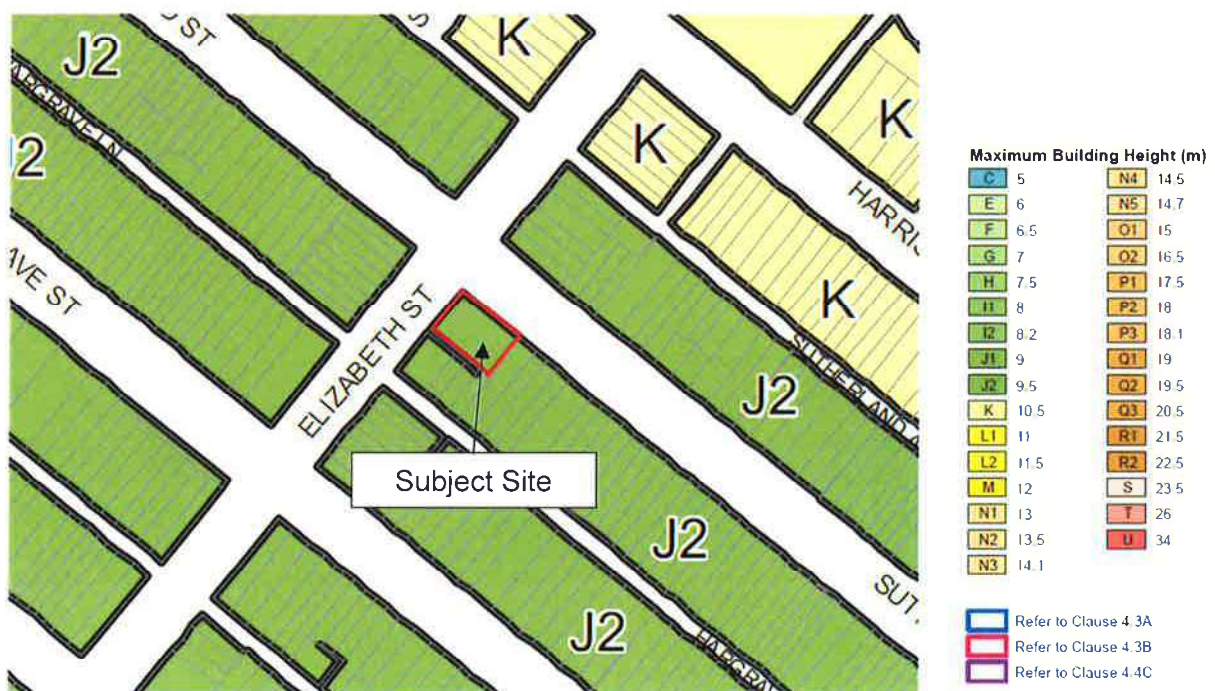 O ST
S
K
J2
K
K
ARGRAVE LN
J2
HARRIS
AVE ST
K
ELIZABETH ST
SUTHERLAND A
J2
Subject Site
J2
SUT
J2
HARGRAV
Maximum Building Height (m)
C 5
E 6
F 6.5
G 7
H 7.5
I1 8
I2 8.2
J1 9
J2 9.5
K 10.5
L1 11
L2 11.5
M 12
N1 13
N2 13.5
N3 14.1
N4 14.5
N5 14.7
O1 15
O2 16.5
P1 17.5
P2 18
P3 18.1
Q1 19
Q2 19.5
Q3 20.5
R1 21.5
R2 22.5
S 23.5
T 26
U 34
Refer to Clause 4.3A
Refer to Clause 4.3B
Refer to Clause 4.4C